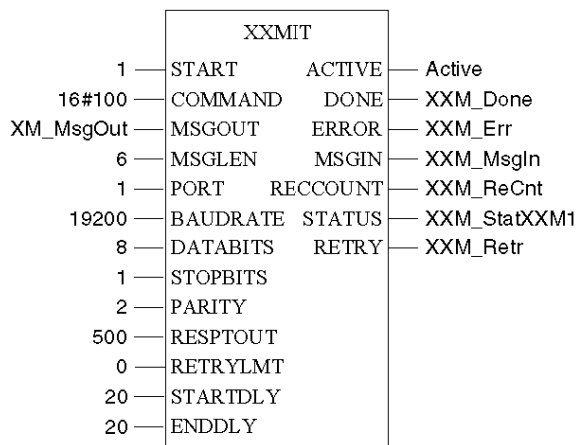 XXMIT
1 START ACTIVE Active
16#100 COMMAND DONE XXM_Done
XM_MsgOut MSGOUT ERROR XXM_Err
6 MSGLEN MSGIN XXM_MsgIn
1 PORT RECCOUNT XXM_ReCnt
19200 BAUDRATE STATUS XXM_StatXXM1
8 DATABITS RETRY XXM_Retr
1 STOPBITS
2 PARITY
500 RESPTOUT
0 RETRYLMT
20 STARTDLY
20 ENDDLY